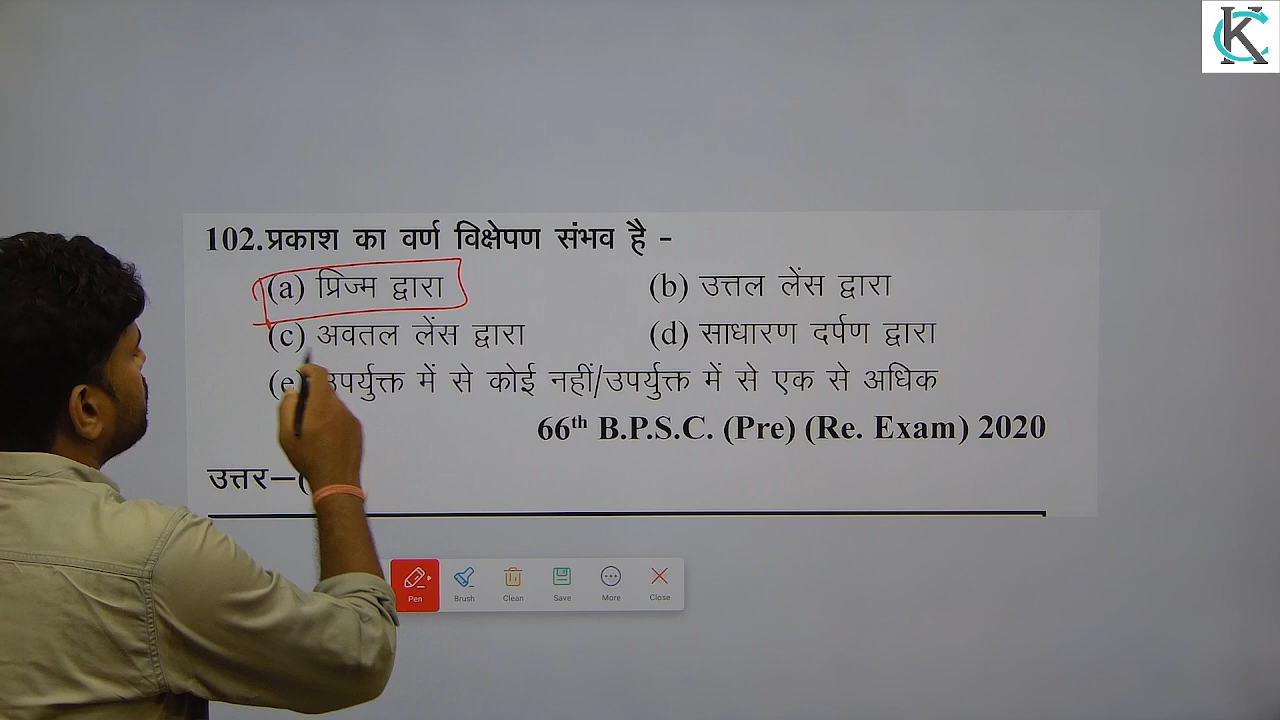 KC
102.प्रकाश का वर्ण विक्षेपण संभव है -
(a) प्रिज्म द्वारा (b) उत्तल लेंस द्वारा
(c) अवतल लेंस द्वारा (d) साधारण दर्पण द्वारा
(e) उपर्युक्त में से कोई नहीं/उपर्युक्त में से एक से अधिक
66th B.P.S.C. (Pre) (Re. Exam) 2020
उत्तर–(
Pen Brush Clean Save More Close